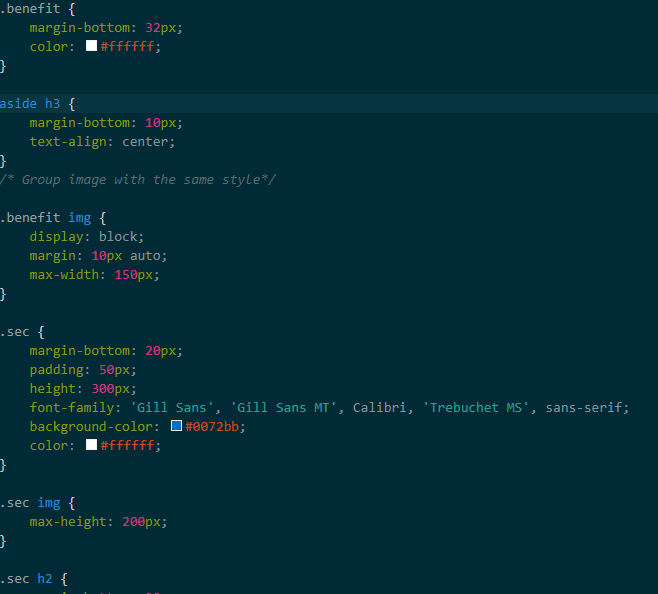 .benefit {
    margin-bottom: 32px;
    color: #ffffff;
}
aside h3 {
    margin-bottom: 10px;
    text-align: center;
}
/* Group image with the same style*/
.benefit img {
    display: block;
    margin: 10px auto;
    max-width: 150px;
}
.sec {
    margin-bottom: 20px;
    padding: 50px;
    height: 300px;
    font-family: 'Gill Sans', 'Gill Sans MT', Calibri, 'Trebuchet MS', sans-serif;
    background-color: #0072bb;
    color: #ffffff;
}
.sec img {
    max-height: 200px;
}
.sec h2 {